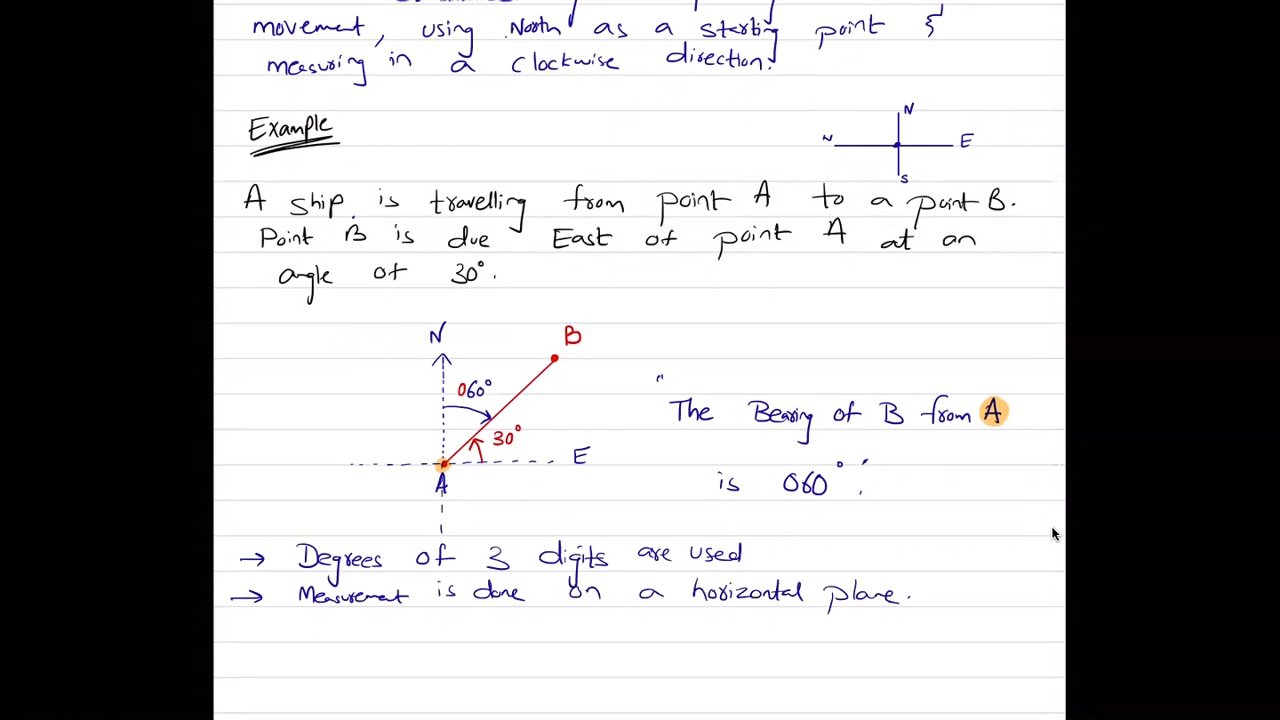 movement, using North as a starting point &
measuring in a clockwise direction.
Example
N
W E
S
A ship is travelling from point A to a point B.
Point B is due East of point A at an
angle of 30°.
N
B
060°
30°
E
A
"The Bearing of B from A
is 060°".
→ Degrees of 3 digits are used
→ Measurement is done on a horizontal plane.